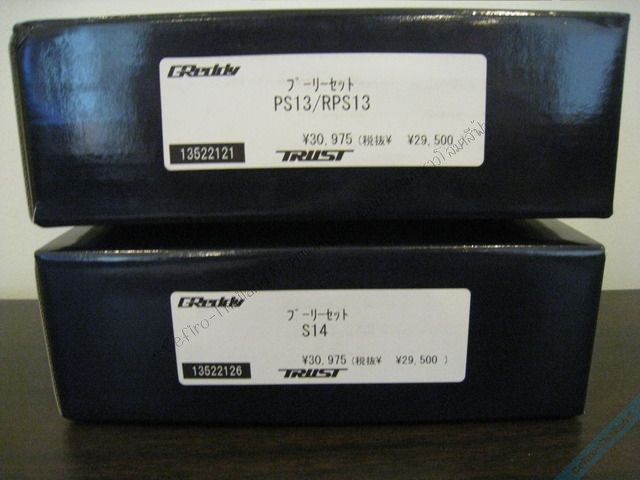 GReddy
プーリーセット
PS13/RPS13
¥30,975 (税抜¥ ¥29,500
13522121
TRUST
GReddy
プーリーセット
S14
¥30,975 (税抜¥ ¥29,500 )
13522126
TRUST